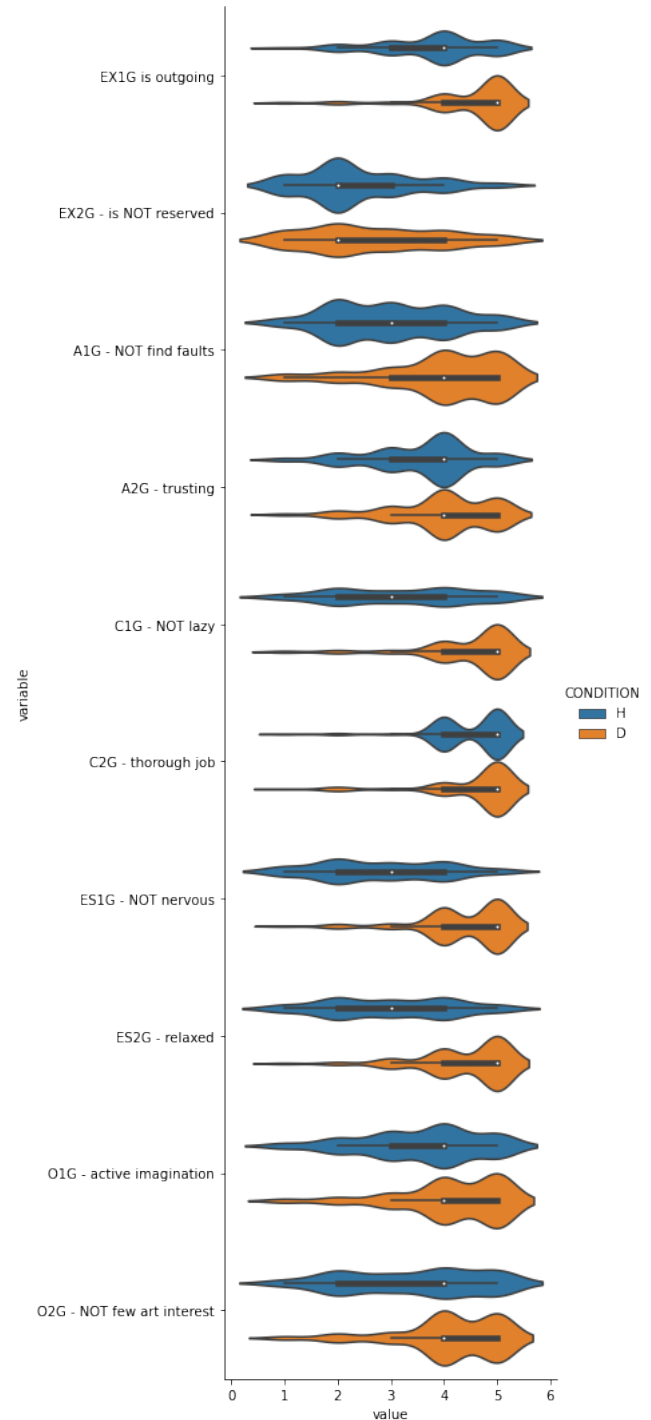 EX1G is outgoing
EX2G - is NOT reserved
A1G - NOT find faults
A2G - trusting
C1G - NOT lazy
C2G - thorough job
ES1G - NOT nervous
ES2G - relaxed
O1G - active imagination
O2G - NOT few art interest
variable
CONDITION
H
D
0 1 2 3 4 5 6
value